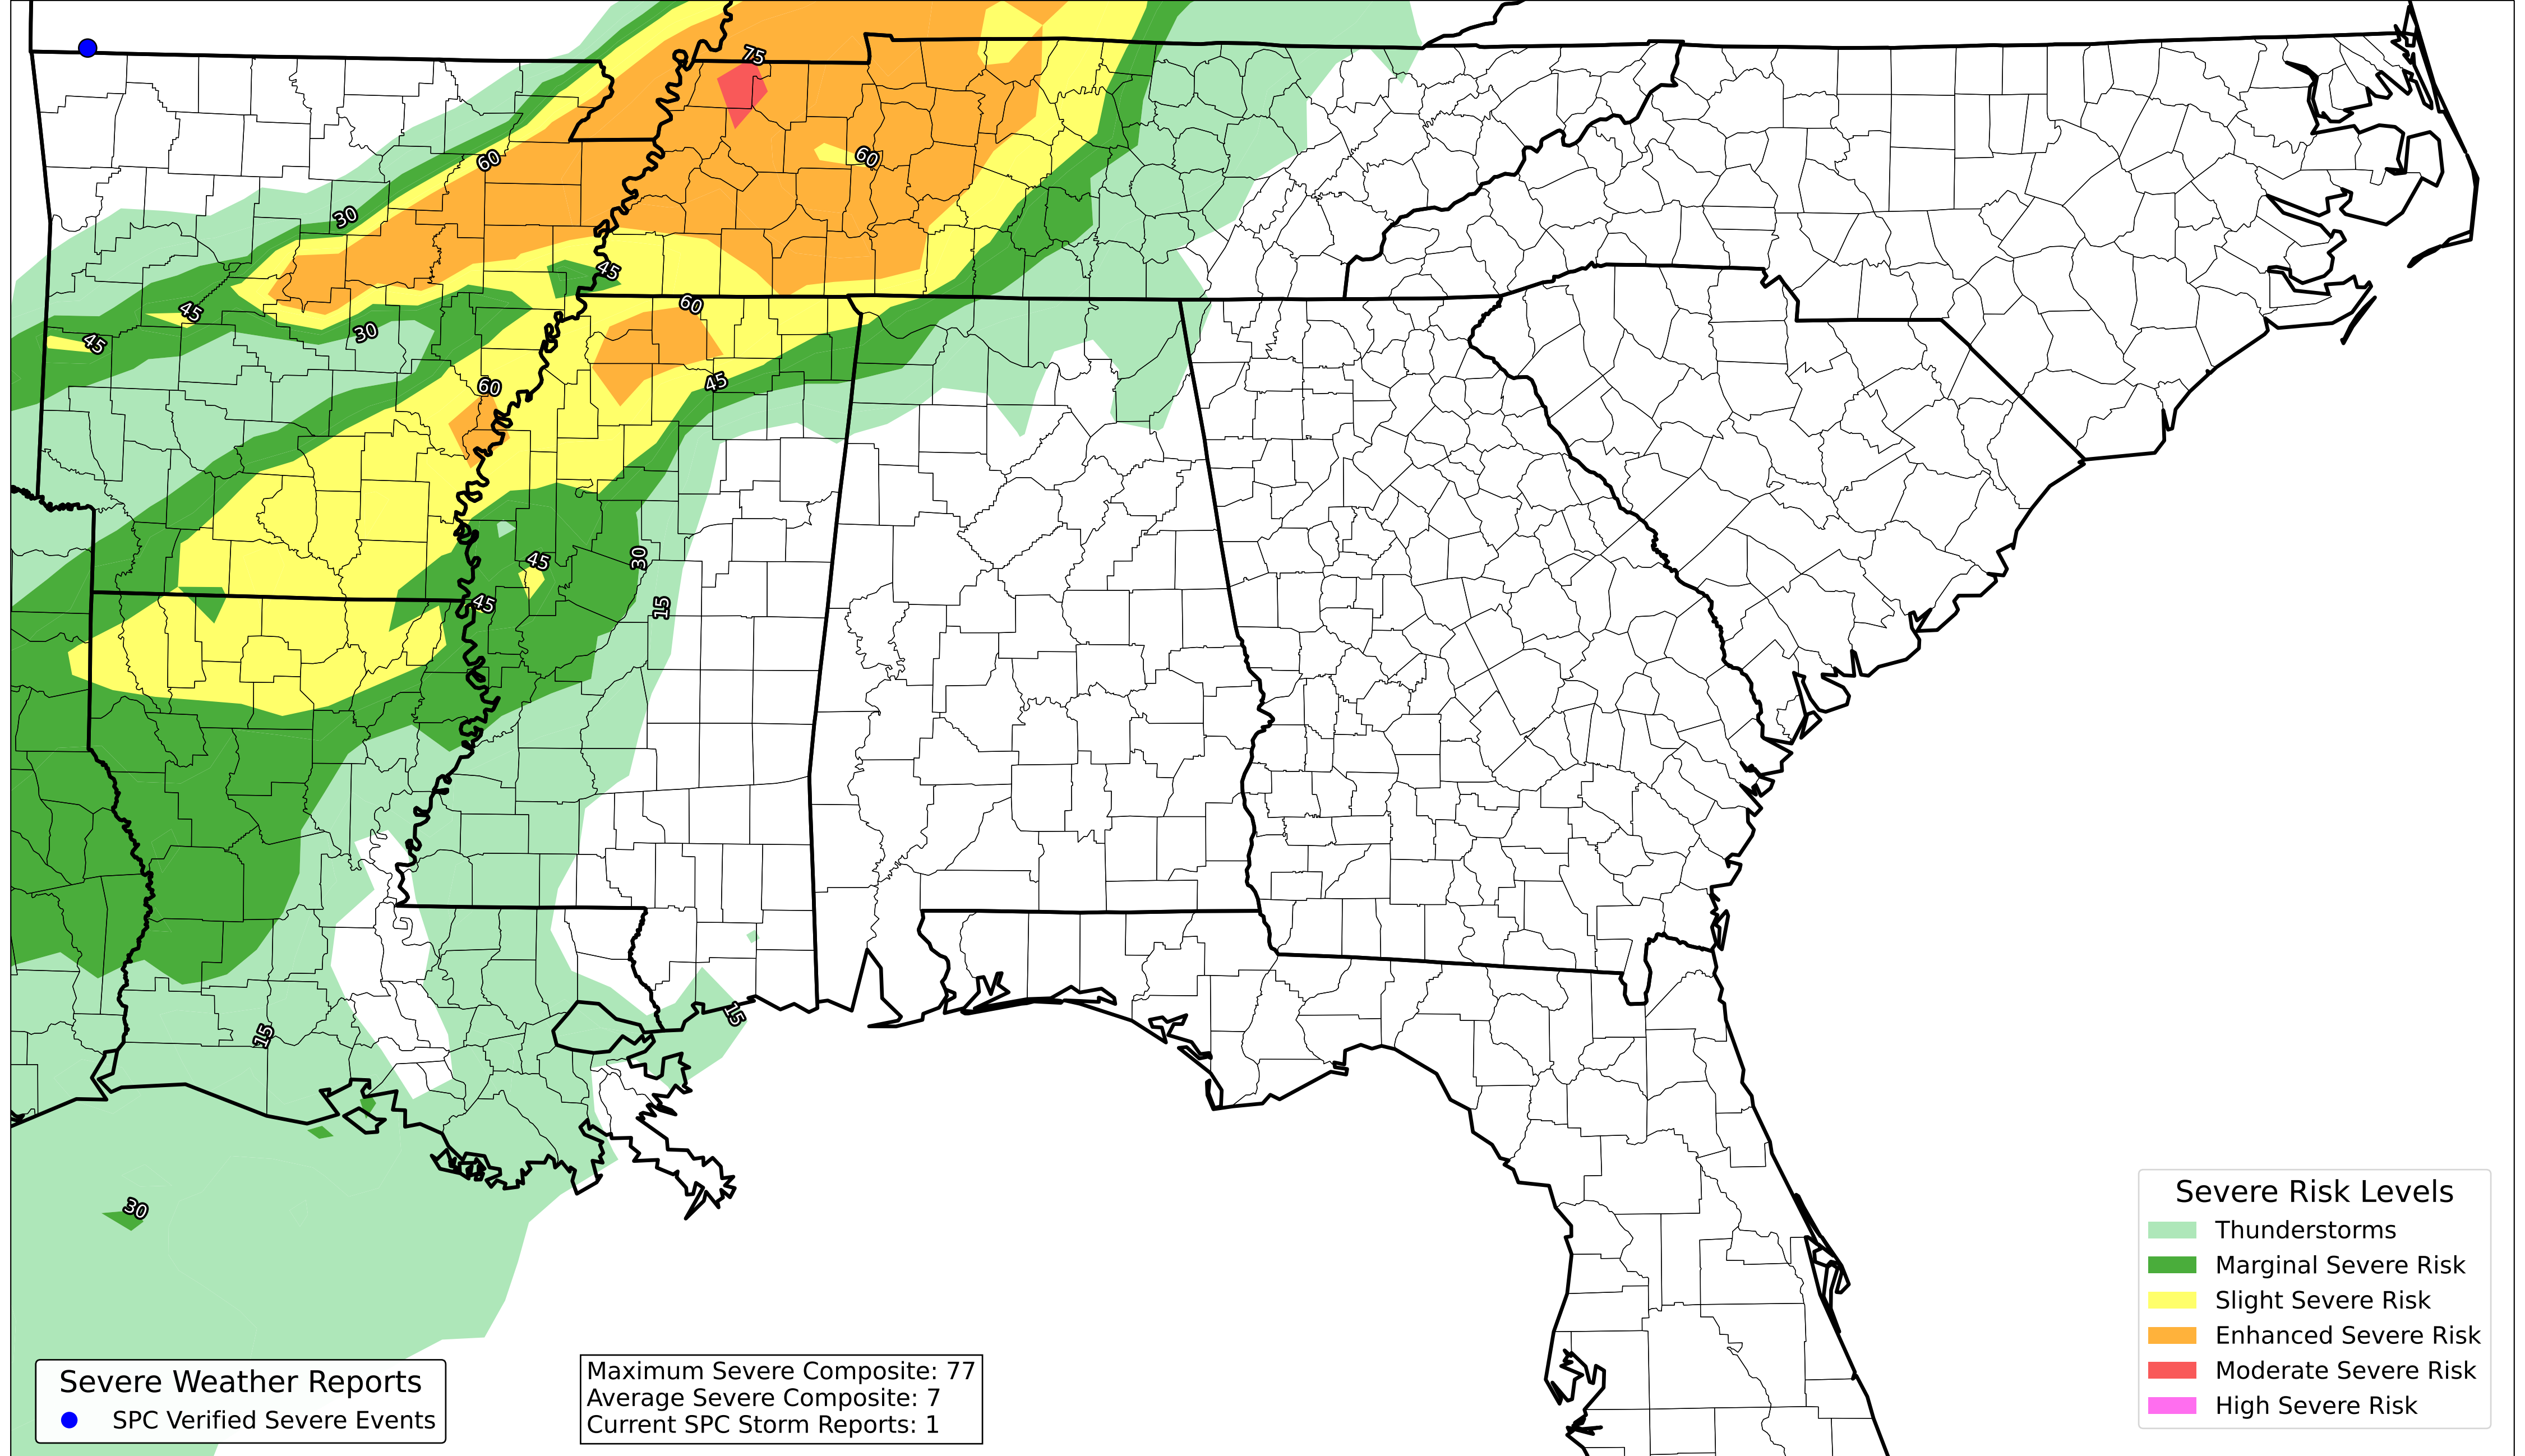 75
60
60
30
45
60
45
30
45
60
45
45
30
45
15
15
15
30
Severe Risk Levels
Thunderstorms
Marginal Severe Risk
Slight Severe Risk
Enhanced Severe Risk
Moderate Severe Risk
High Severe Risk
Severe Weather Reports
SPC Verified Severe Events
Maximum Severe Composite: 77
Average Severe Composite: 7
Current SPC Storm Reports: 1